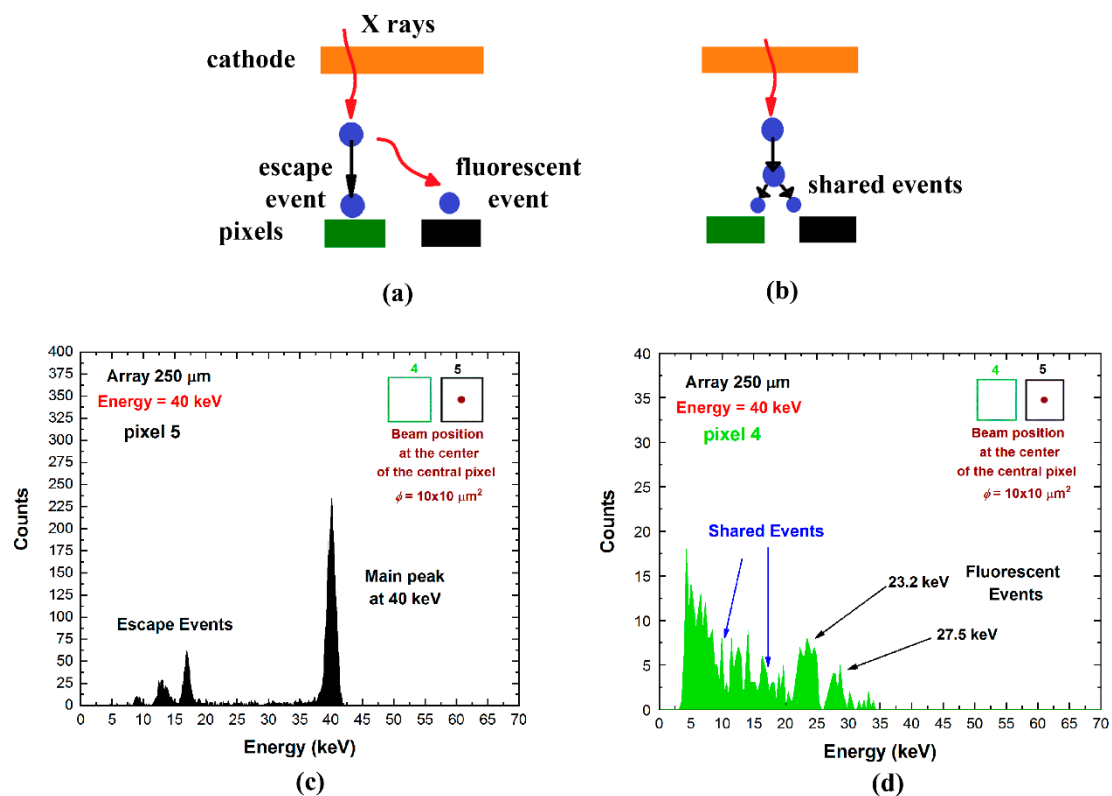 X rays
cathode
escape
event
fluorescent
event
pixels
(a)
shared events
(b)
400
375
350
325
300
275
250
225
200
175
150
125
100
75
50
25
0
Counts
Array 250 μm
Energy = 40 keV
pixel 5
4 5
Beam position
at the center
of the central pixel
ϕ = 10x10 μm²
Main peak
at 40 keV
Escape Events
0 5 10 15 20 25 30 35 40 45 50 55 60 65 70
Energy (keV)
(c)
40
35
30
25
20
15
10
5
0
Counts
Array 250 μm
Energy = 40 keV
pixel 4
4 5
Beam position
at the center
of the central pixel
ϕ = 10x10 μm²
Shared Events
23.2 keV
Fluorescent
Events
27.5 keV
0 5 10 15 20 25 30 35 40 45 50 55 60 65 70
Energy (keV)
(d)